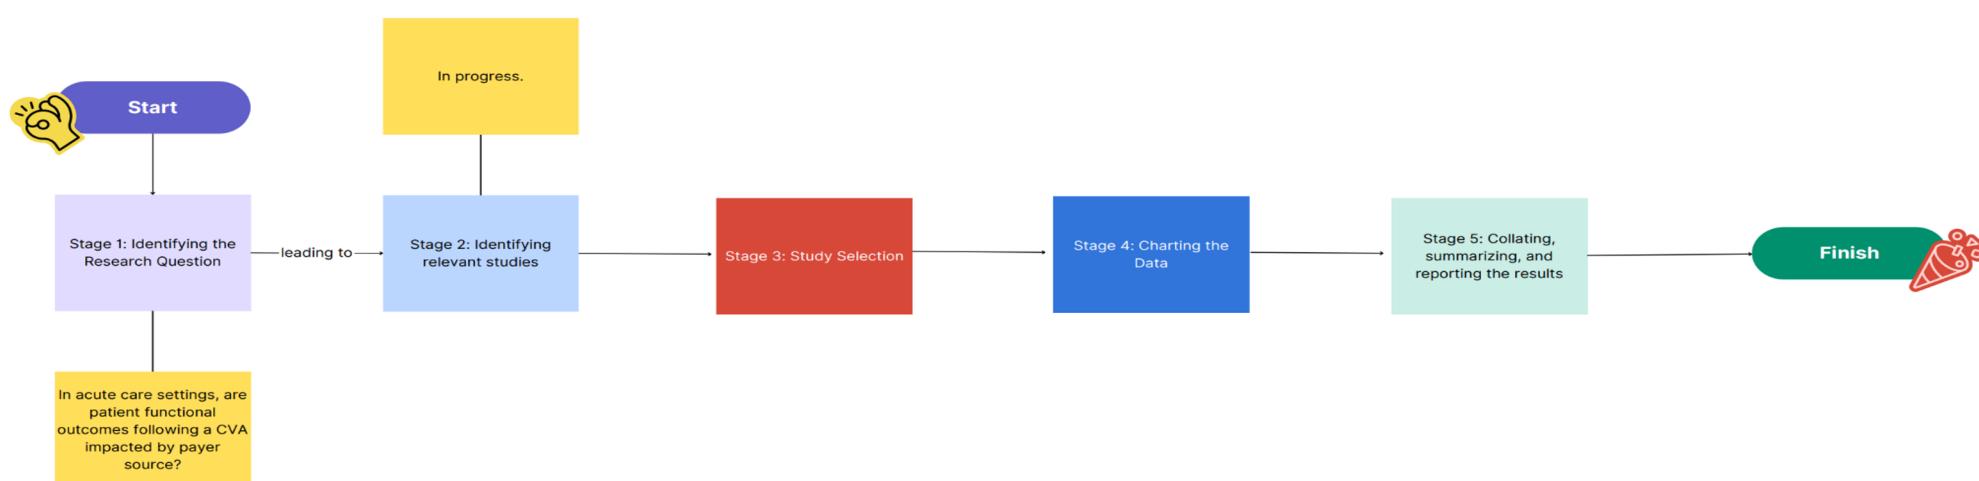 In progress.
Start
Stage 1: Identifying the
Research Question
leading to
Stage 2: Identifying
relevant studies
Stage 3: Study Selection
Stage 4: Charting the
Data
Stage 5: Collating,
summarizing, and
reporting the results
Finish
In acute care settings, are
patient functional
outcomes following a CVA
impacted by payer
source?